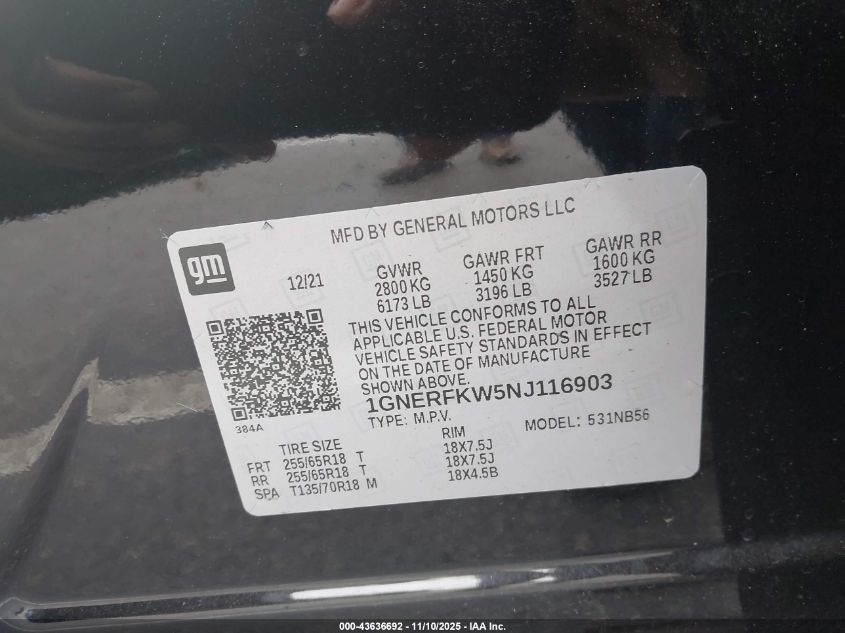 MFD BY GENERAL MOTORS LLC
gm
12/21
GVWR
2800 KG
6173 LB
GAWR FRT
1450 KG
3196 LB
GAWR RR
1600 KG
3527 LB
THIS VEHICLE CONFORMS TO ALL
APPLICABLE U.S. FEDERAL MOTOR
VEHICLE SAFETY STANDARDS IN EFFECT
ON THE DATE OF MANUFACTURE
SHOWN ABOVE.
1GNERFKW5NJ116903
TYPE: M.P.V.
MODEL: 531NB56
384A
TIRE SIZE RIM
FRT 255/65R18 T 18X7.5J
RR 255/65R18 T 18X7.5J
SPA T135/70R18 M 18X4.5B
000-43636692 - 11/10/2025 - IAA Inc.